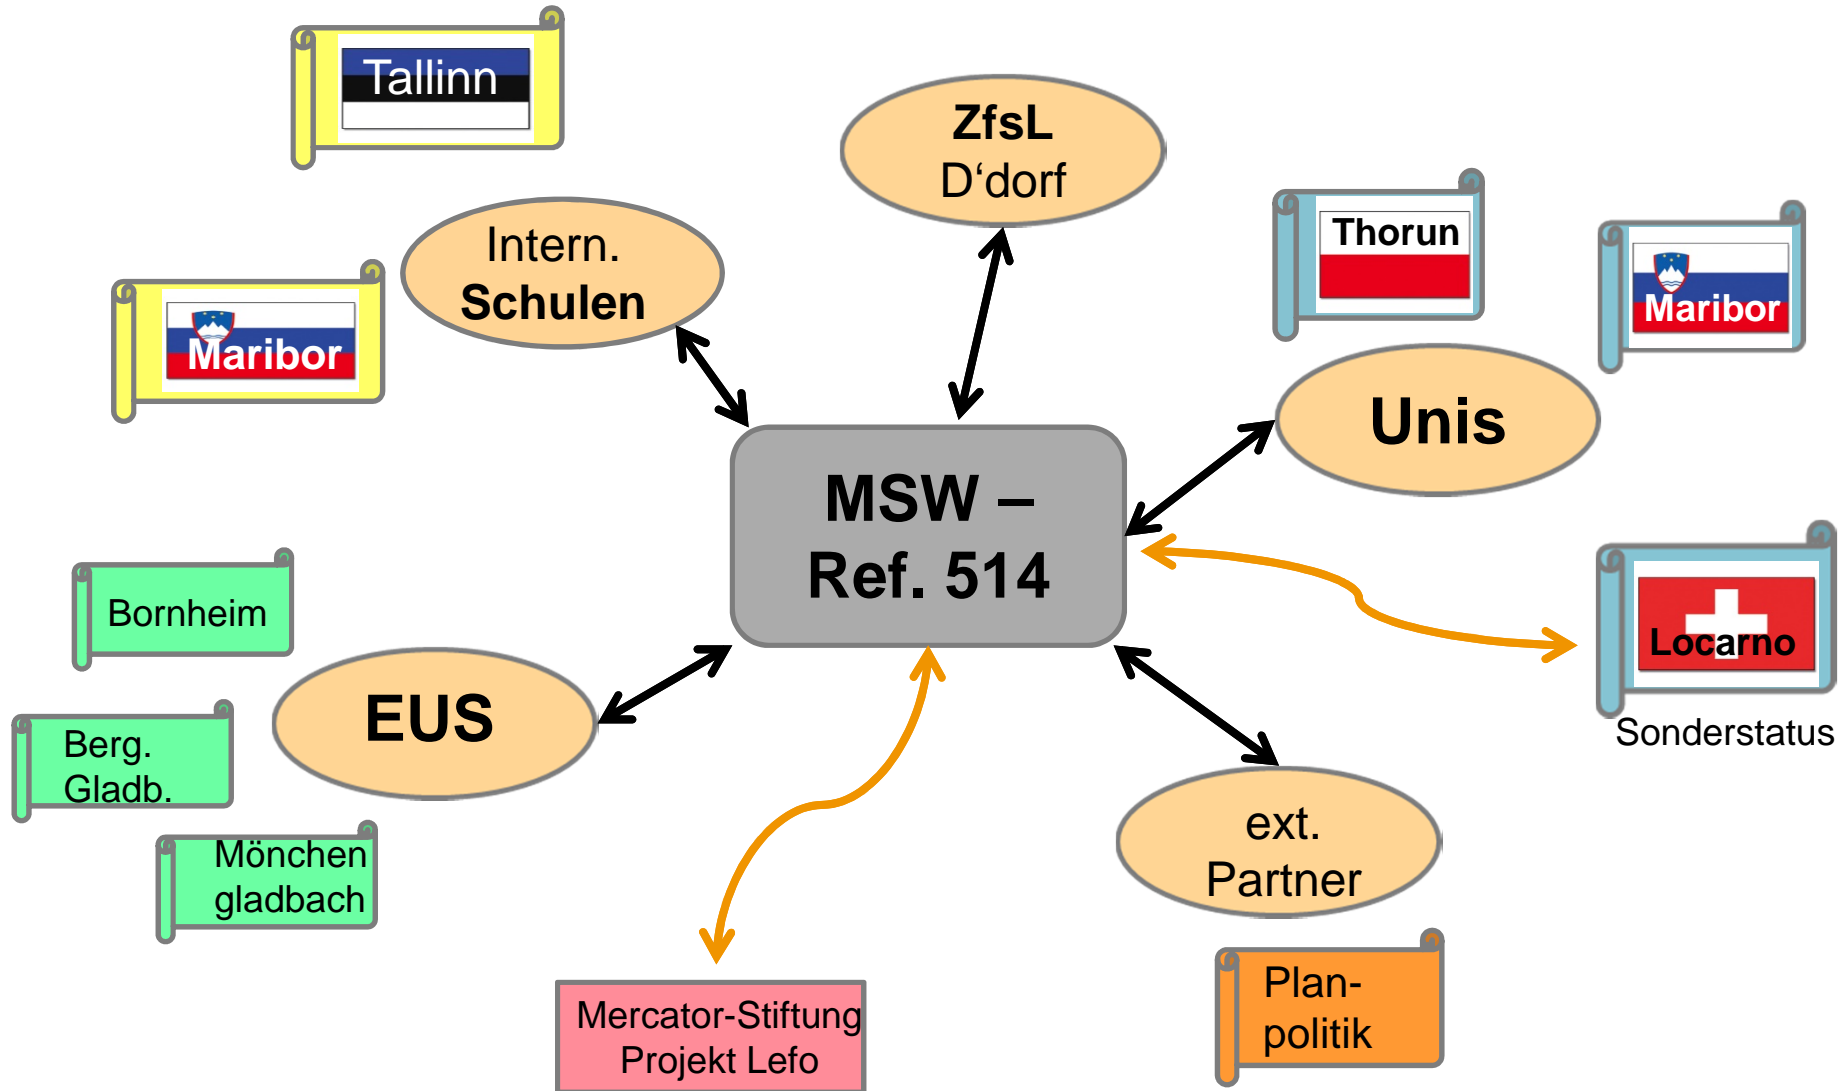 Tallinn
ZfsL
D‘dorf
Intern.
Schulen
Thorun
Maribor
Maribor
Unis
MSW –
Ref. 514
Bornheim
Locarno
Sonderstatus
EUS
Berg.
Gladb.
Mönchen
gladbach
ext.
Partner
Plan-
politik
Mercator-Stiftung
Projekt Lefo